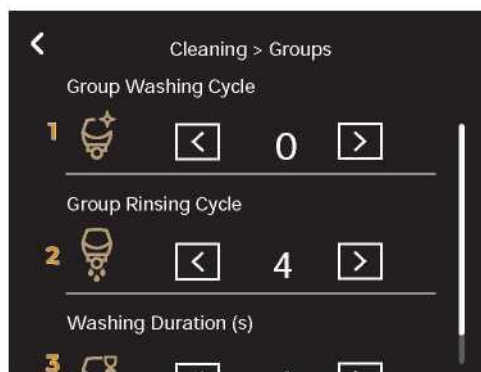 Cleaning > Groups
Group Washing Cycle
1 < 0 >
Group Rinsing Cycle
2 < 4 >
Washing Duration (s)
3